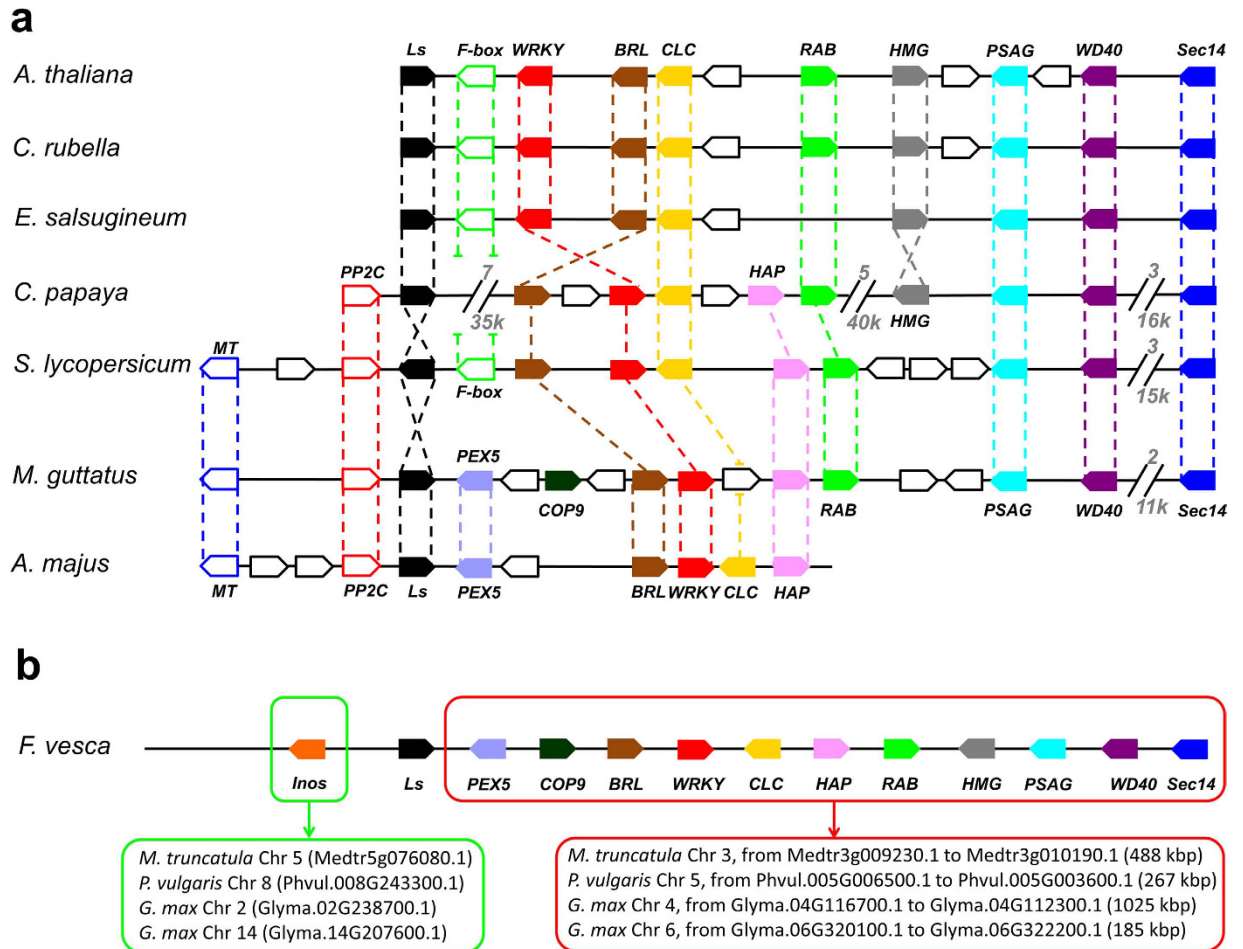 a
Ls F-box WRKY BRL CLC RAB HMG PSAG WD40 Sec14
A. thaliana
C. rubella
E. salsugineum
PP2C 7 HAP 5 3
C. papaya
35k 40k HMG 16k
MT 3
S. lycopersicum
F-box 15k
PEX5 2
M. guttatus
COP9 RAB PSAG WD40 11k Sec14
A. majus
MT PP2C Ls PEX5 BRL WRKY CLC HAP
b
F. vesca
Inos Ls PEX5 COP9 BRL WRKY CLC HAP RAB HMG PSAG WD40 Sec14
M. truncatula Chr 5 (Medtr5g076080.1)
P. vulgaris Chr 8 (Phvul.008G243300.1)
G. max Chr 2 (Glyma.02G238700.1)
G. max Chr 14 (Glyma.14G207600.1)
M. truncatula Chr 3, from Medtr3g009230.1 to Medtr3g010190.1 (488 kbp)
P. vulgaris Chr 5, from Phvul.005G006500.1 to Phvul.005G003600.1 (267 kbp)
G. max Chr 4, from Glyma.04G116700.1 to Glyma.04G112300.1 (1025 kbp)
G. max Chr 6, from Glyma.06G320100.1 to Glyma.06G322200.1 (185 kbp)